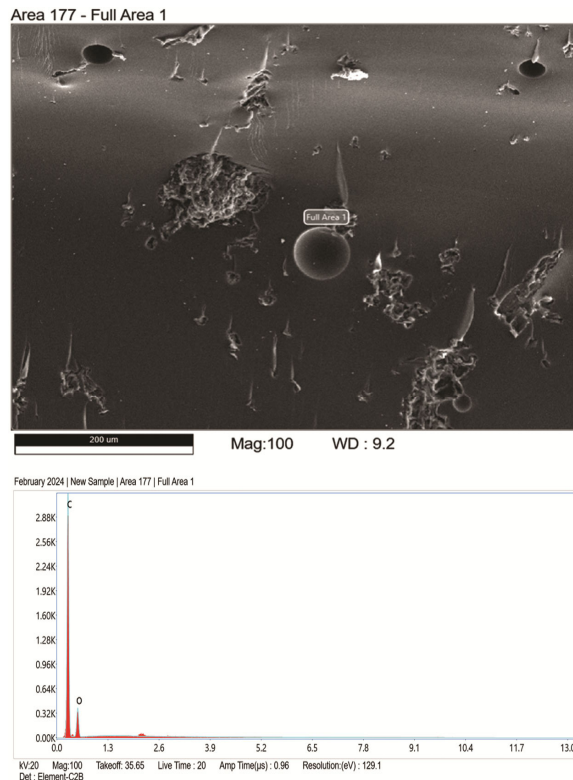 Area 177 - Full Area 1
Full Area 1
200 um
Mag:100 WD : 9.2
February 2024 | New Sample | Area 177 | Full Area 1
C
2.88K
2.56K
2.24K
1.92K
1.60K
1.28K
0.96K
0.64K
O
0.32K
0.00K
0.0 1.3 2.6 3.9 5.2 6.5 7.8 9.1 10.4 11.7 13.0
kV:20 Mag:100 Takeoff: 35.65 Live Time : 20 Amp Time(µs) : 0.96 Resolution:(eV) : 129.1
Det : Element-C2B